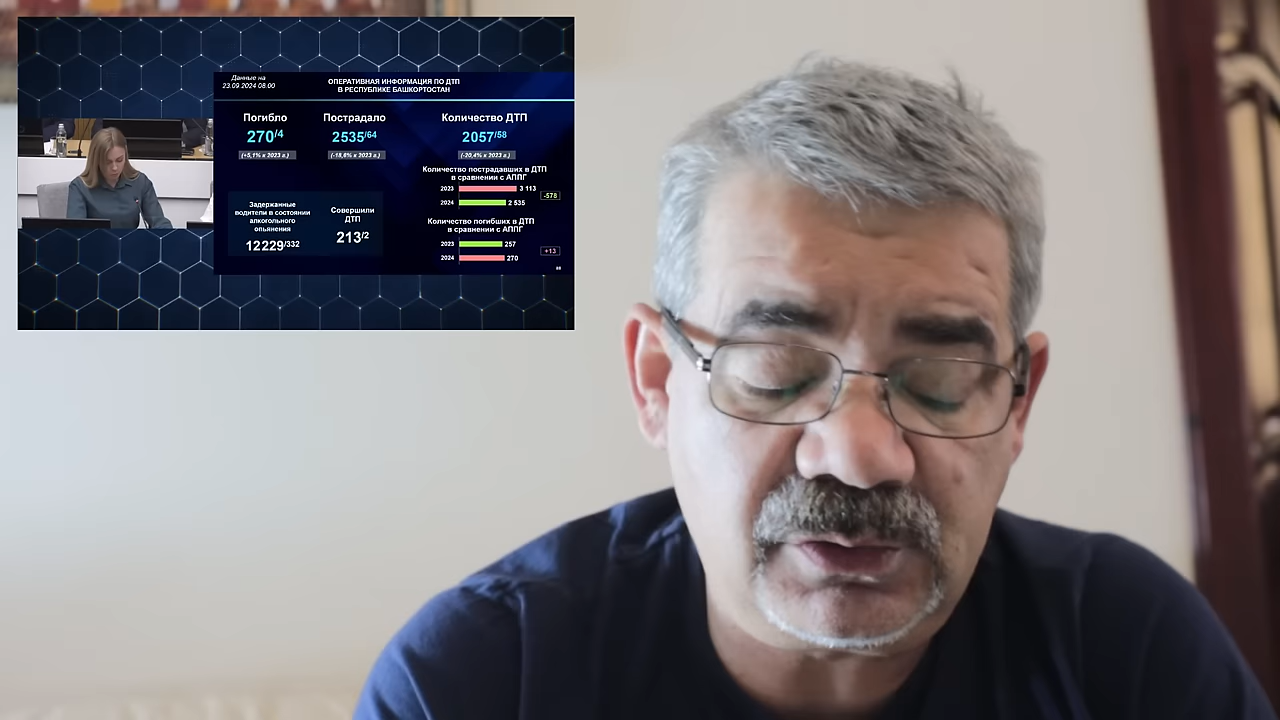 Данные на
23.09.2024 08:00
ОПЕРАТИВНАЯ ИНФОРМАЦИЯ ПО ДТП
В РЕСПУБЛИКЕ БАШКОРТОСТАН
Погибло
270/4
(+5,1% к 2023 г.)
Пострадало
2535/64
(-18,6% к 2023 г.)
Количество ДТП
2057/58
(-20,4% к 2023 г.)
Задержанные
водители в состоянии
алкогольного
опьянения
12229/332
Совершили
ДТП
213/2
Количество пострадавших в ДТП
в сравнении с АППГ
2023 3 113
2024 2 535
-578
Количество погибших в ДТП
в сравнении с АППГ
2023 257
2024 270
+13